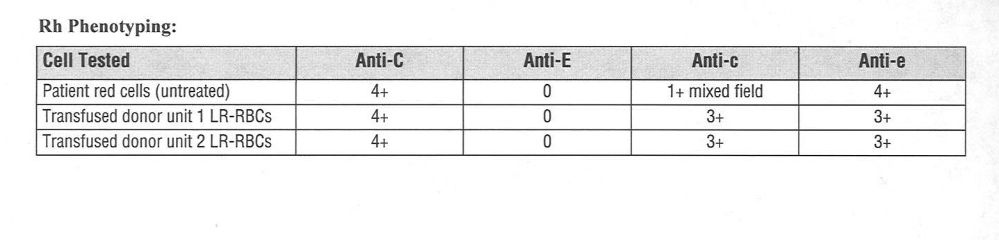 Rh Phenotyping:
Cell Tested Anti-C Anti-E Anti-c Anti-e
Patient red cells (untreated) 4+ 0 1+ mixed field 4+
Transfused donor unit 1 LR-RBCs 4+ 0 3+ 3+
Transfused donor unit 2 LR-RBCs 4+ 0 3+ 3+